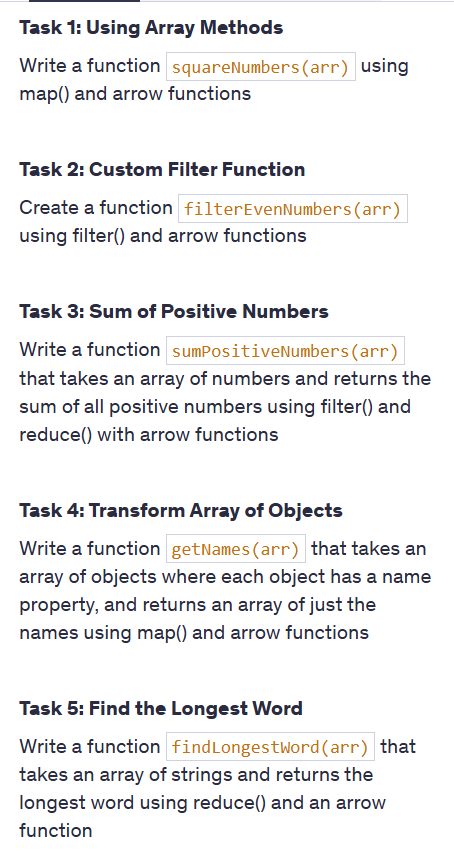 Task 1: Using Array Methods
Write a function squareNumbers(arr) using
map() and arrow functions
Task 2: Custom Filter Function
Create a function filterEvenNumbers(arr)
using filter() and arrow functions
Task 3: Sum of Positive Numbers
Write a function sumPositiveNumbers(arr)
that takes an array of numbers and returns the
sum of all positive numbers using filter() and
reduce() with arrow functions
Task 4: Transform Array of Objects
Write a function getNames(arr) that takes an
array of objects where each object has a name
property, and returns an array of just the
names using map() and arrow functions
Task 5: Find the Longest Word
Write a function findLongestWord(arr) that
takes an array of strings and returns the
longest word using reduce() and an arrow
function